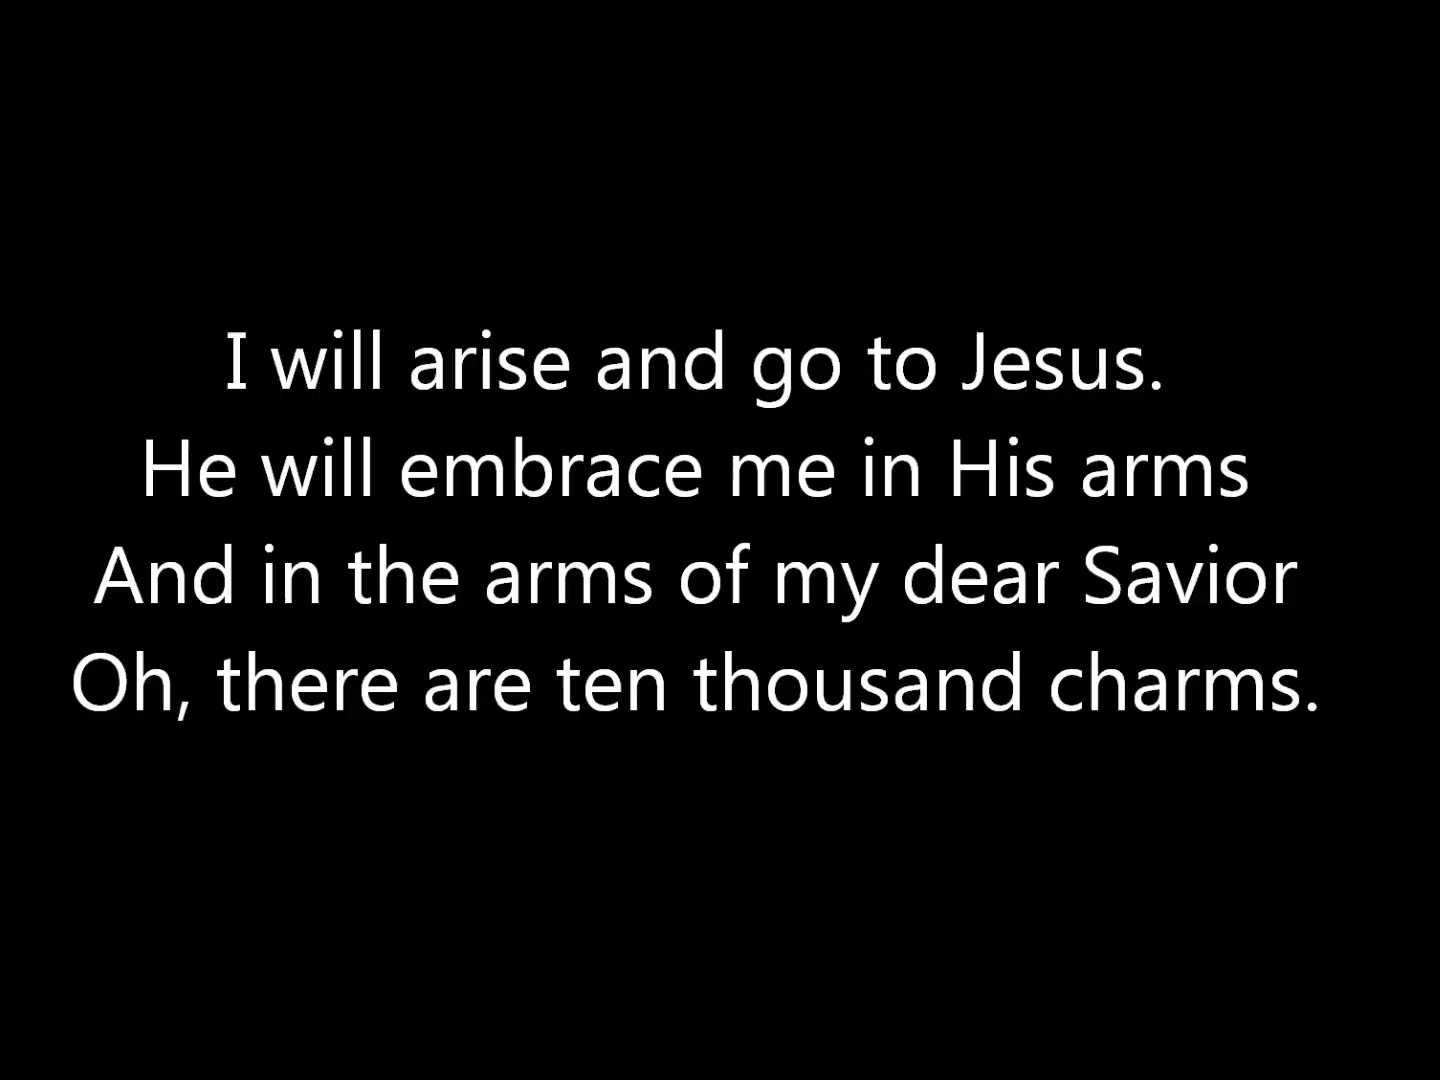 I will arise and go to Jesus.
He will embrace me in His arms
And in the arms of my dear Savior
Oh, there are ten thousand charms.